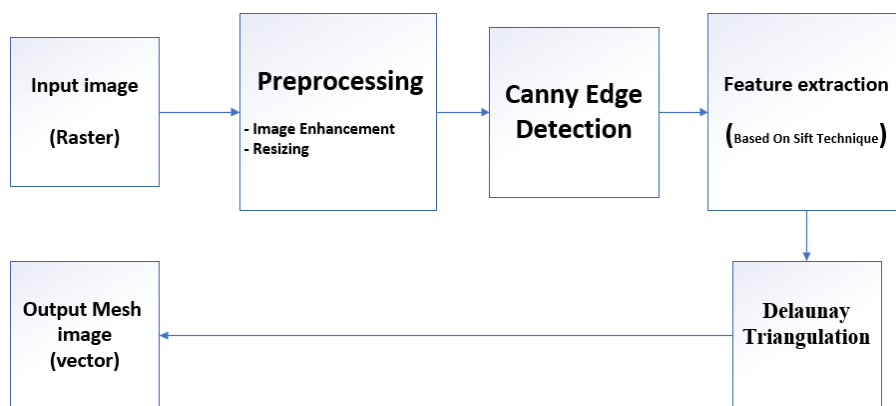 Input image
(Raster)
Preprocessing
- Image Enhancement
- Resizing
Canny Edge
Detection
Feature extraction
(Based On Sift Technique)
Delaunay
Triangulation
Output Mesh
image
(vector)